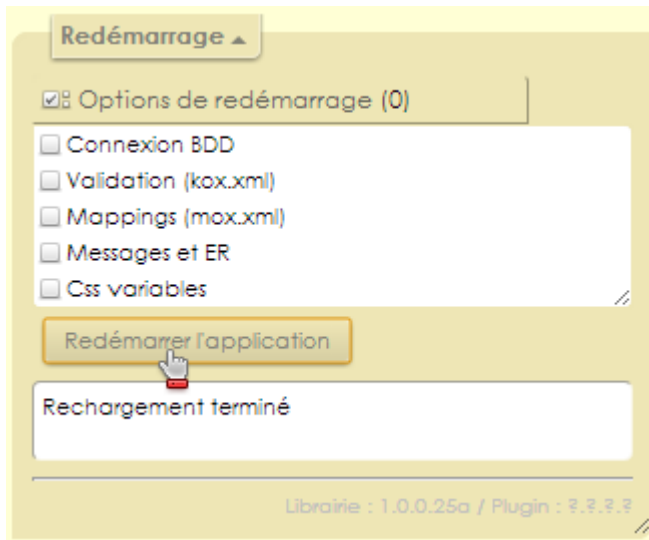 Redémarrage
Options de redémarrage (0)
Connexion BDD
Validation (kox.xml)
Mappings (mox.xml)
Messages et ER
Css variables
Redémarrer l'application
Rechargement terminé
Librairie : 1.0.0.25a / Plugin : ?.?.?.?